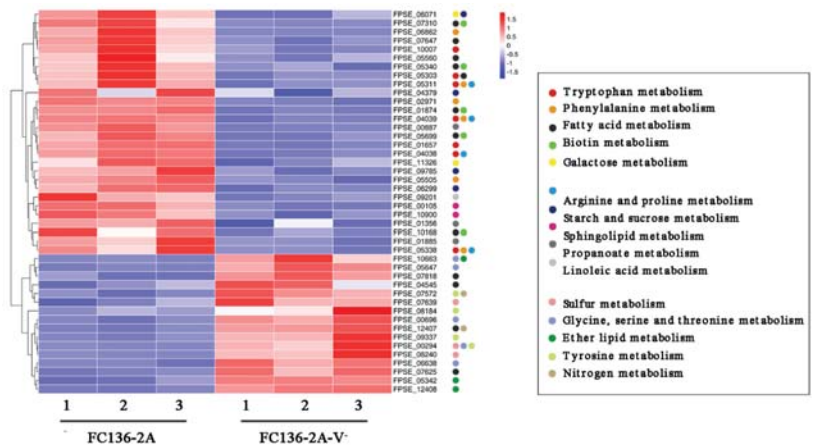 FPSE_06071
FPSE_07310
FPSE_06862
FPSE_07647
FPSE_10007
FPSE_05560
FPSE_05340
FPSE_05303
FPSE_05311
FPSE_04379
FPSE_02971
FPSE_01874
FPSE_04039
FPSE_00887
FPSE_05699
FPSE_01657
FPSE_04038
FPSE_11326
FPSE_09785
FPSE_05505
FPSE_06299
FPSE_09201
FPSE_00105
FPSE_10900
FPSE_01356
FPSE_10168
FPSE_01885
FPSE_05338
FPSE_10663
FPSE_05647
FPSE_07818
FPSE_04545
FPSE_07572
FPSE_07639
FPSE_08184
FPSE_00696
FPSE_12407
FPSE_09337
FPSE_00294
FPSE_08240
FPSE_06638
FPSE_07625
FPSE_05342
FPSE_12408
1.5
1
0.5
0
-0.5
-1
-1.5
1 2 3 1 2 3
FC136-2A FC136-2A-V-
Tryptophan metabolism
Phenylalanine metabolism
Fatty acid metabolism
Biotin metabolism
Galactose metabolism
Arginine and proline metabolism
Starch and sucrose metabolism
Sphingolipid metabolism
Propanoate metabolism
Linoleic acid metabolism
Sulfur metabolism
Glycine, serine and threonine metabolism
Ether lipid metabolism
Tyrosine metabolism
Nitrogen metabolism